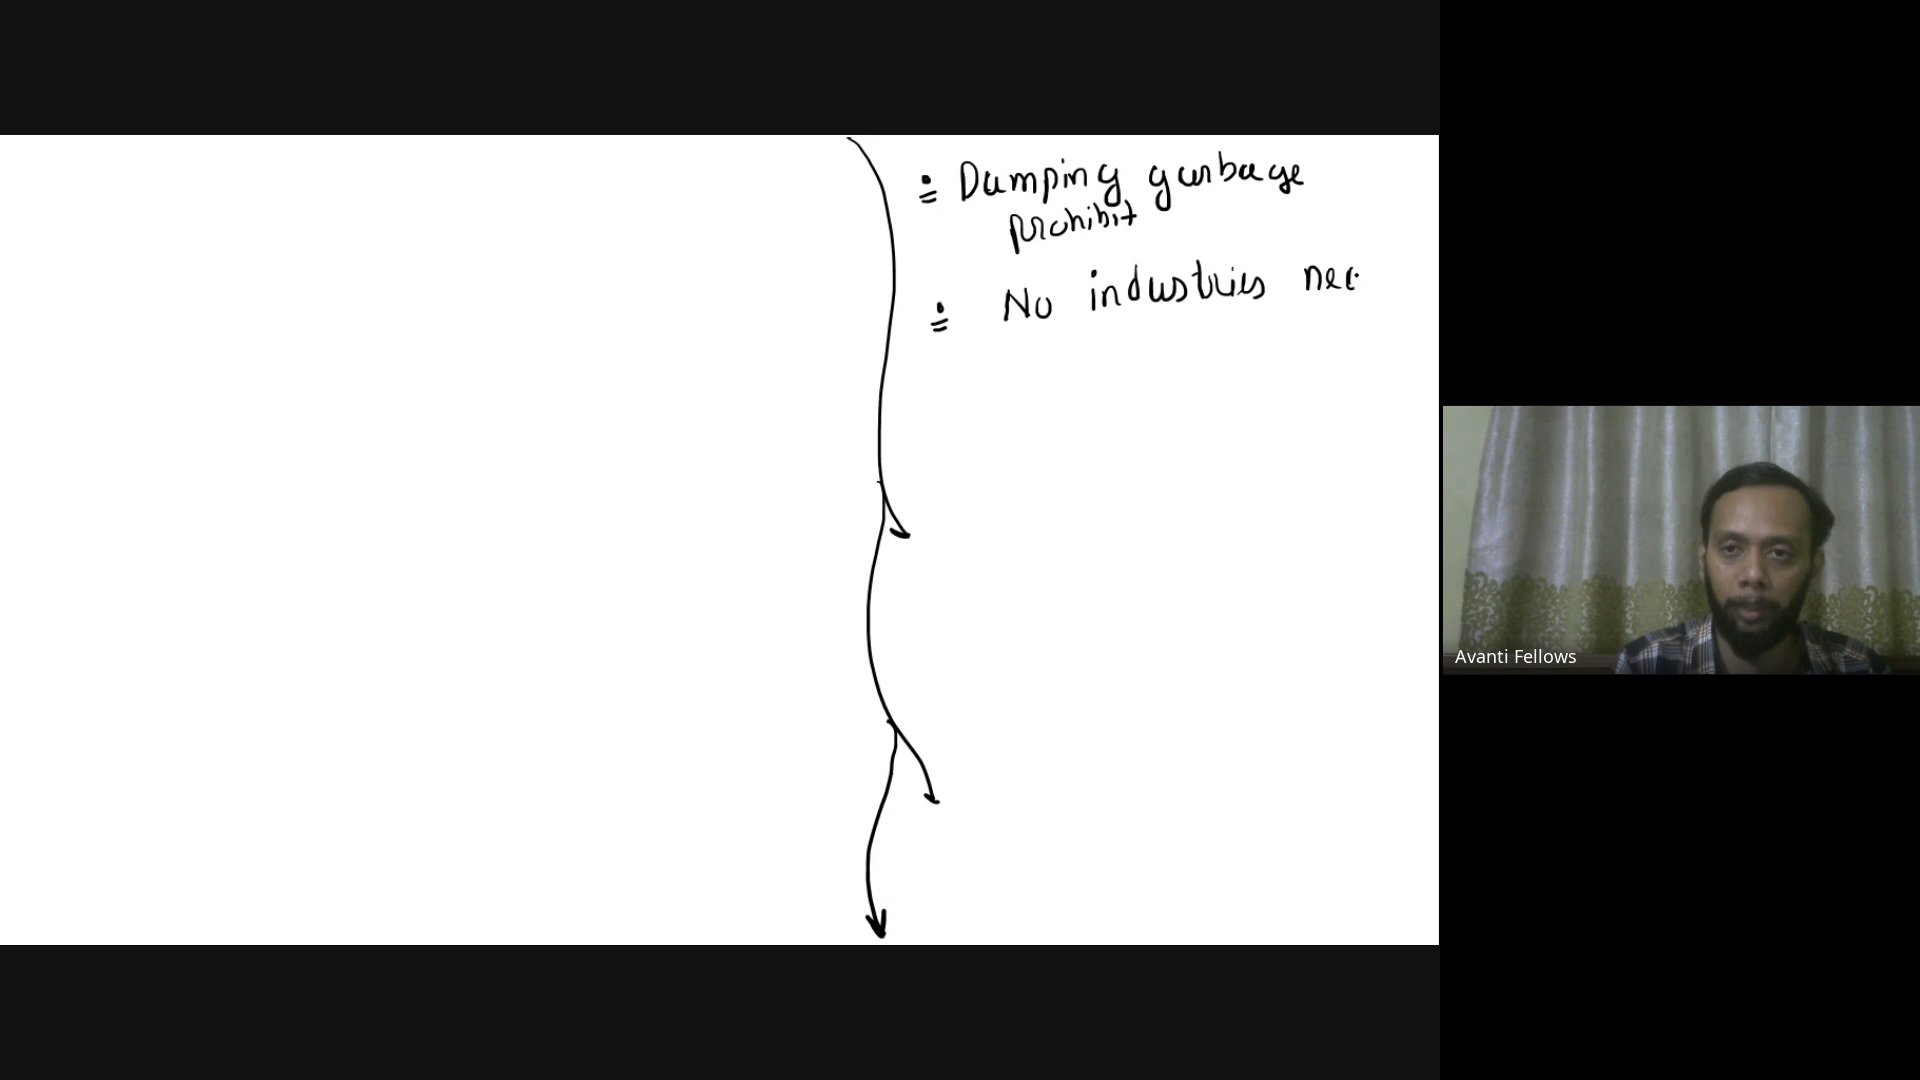 Dumping garbage
prohibit
No industries nea
Avanti Fellows